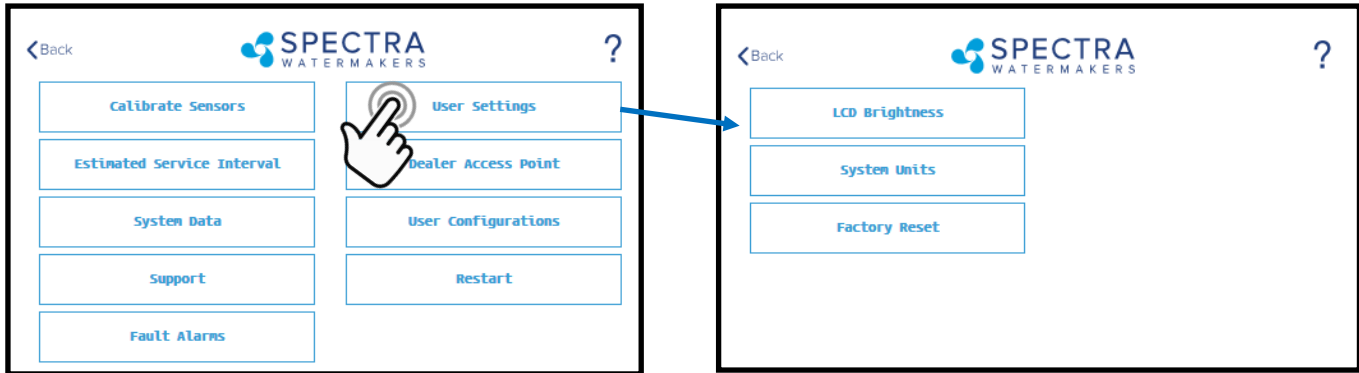 Back
SPECTRA
WATERMAKERS
?
Calibrate Sensors
User Settings
Estimated Service Interval
Dealer Access Point
System Data
User Configurations
Support
Restart
Fault Alarms
Back
SPECTRA
WATERMAKERS
?
LCD Brightness
System Units
Factory Reset